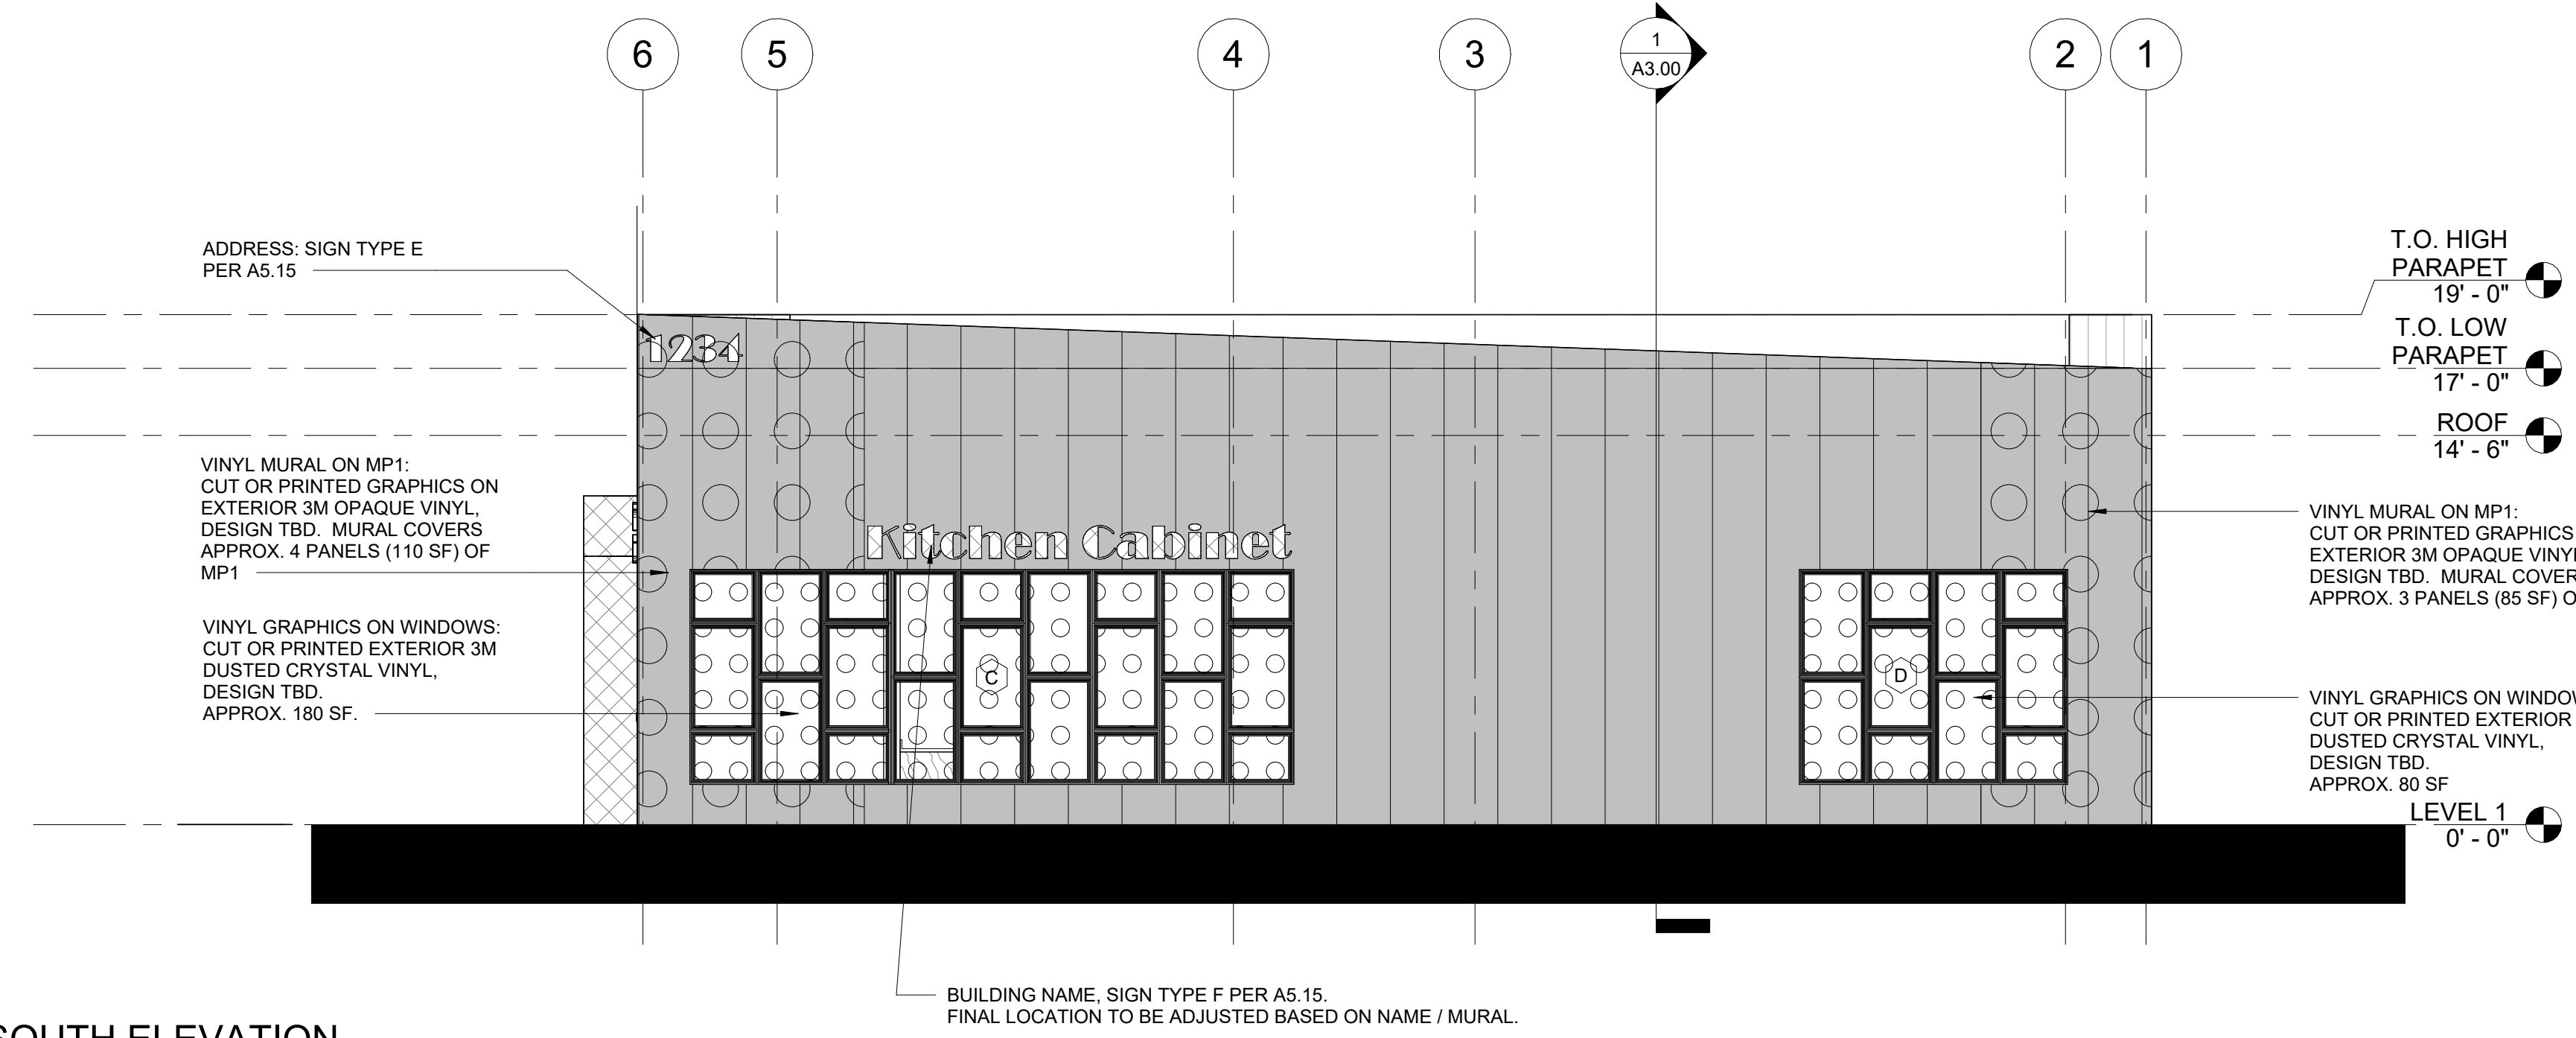 6 5 4 3 1 2 1
A3.00
ADDRESS: SIGN TYPE E
PER A5.15
T.O. HIGH
PARAPET
19' - 0"
T.O. LOW
PARAPET
17' - 0"
ROOF
14' - 6"
1234
VINYL MURAL ON MP1:
CUT OR PRINTED GRAPHICS ON
EXTERIOR 3M OPAQUE VINYL,
DESIGN TBD. MURAL COVERS
APPROX. 4 PANELS (110 SF) OF
MP1
Kitchen Cabinet
VINYL MURAL ON MP1:
CUT OR PRINTED GRAPHICS
EXTERIOR 3M OPAQUE
DESIGN TBD. MURAL
APPROX. 3 PANELS (85 SF)
VINYL GRAPHICS ON WINDOWS:
CUT OR PRINTED EXTERIOR 3M
DUSTED CRYSTAL VINYL,
DESIGN TBD.
APPROX. 180 SF.
C
D
VINYL GRAPHICS ON
CUT OR PRINTED EXTERIOR
DUSTED CRYSTAL VINYL,
DESIGN TBD.
APPROX. 80 SF
LEVEL 1
0' - 0"
BUILDING NAME, SIGN TYPE F PER A5.15.
FINAL LOCATION TO BE ADJUSTED BASED ON NAME / MURAL.
SOUTH ELEVATION